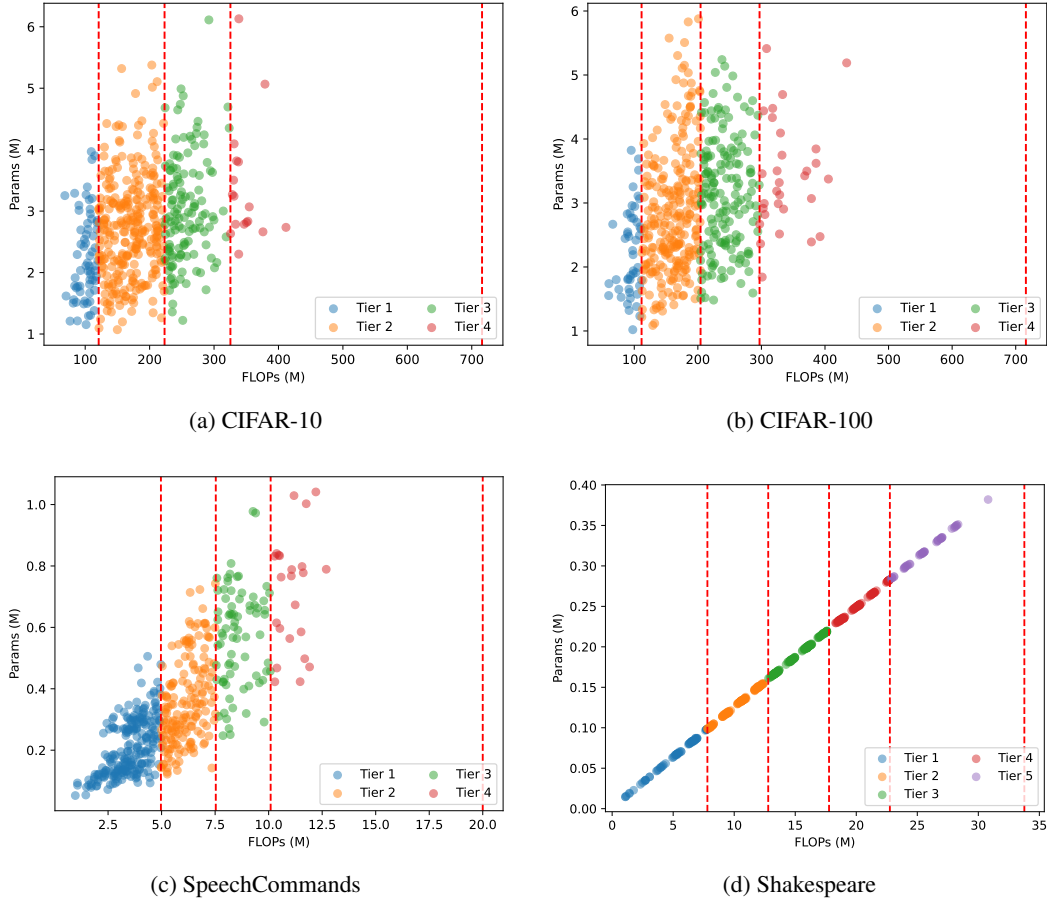 6
5
4
3
2
1
Params (M)
100 200 300 400 500 600 700
FLOPs (M)
Tier 1 Tier 3
Tier 2 Tier 4
(a) CIFAR-10
6
5
4
3
2
1
Params (M)
100 200 300 400 500 600 700
FLOPs (M)
Tier 1 Tier 3
Tier 2 Tier 4
(b) CIFAR-100
1.0
0.8
0.6
0.4
0.2
Params (M)
2.5 5.0 7.5 10.0 12.5 15.0 17.5 20.0
FLOPs (M)
Tier 1 Tier 3
Tier 2 Tier 4
(c) SpeechCommands
0.40
0.35
0.30
0.25
0.20
0.15
0.10
0.05
0.00
Params (M)
0 5 10 15 20 25 30 35
FLOPs (M)
Tier 1 Tier 4
Tier 2 Tier 5
Tier 3
(d) Shakespeare